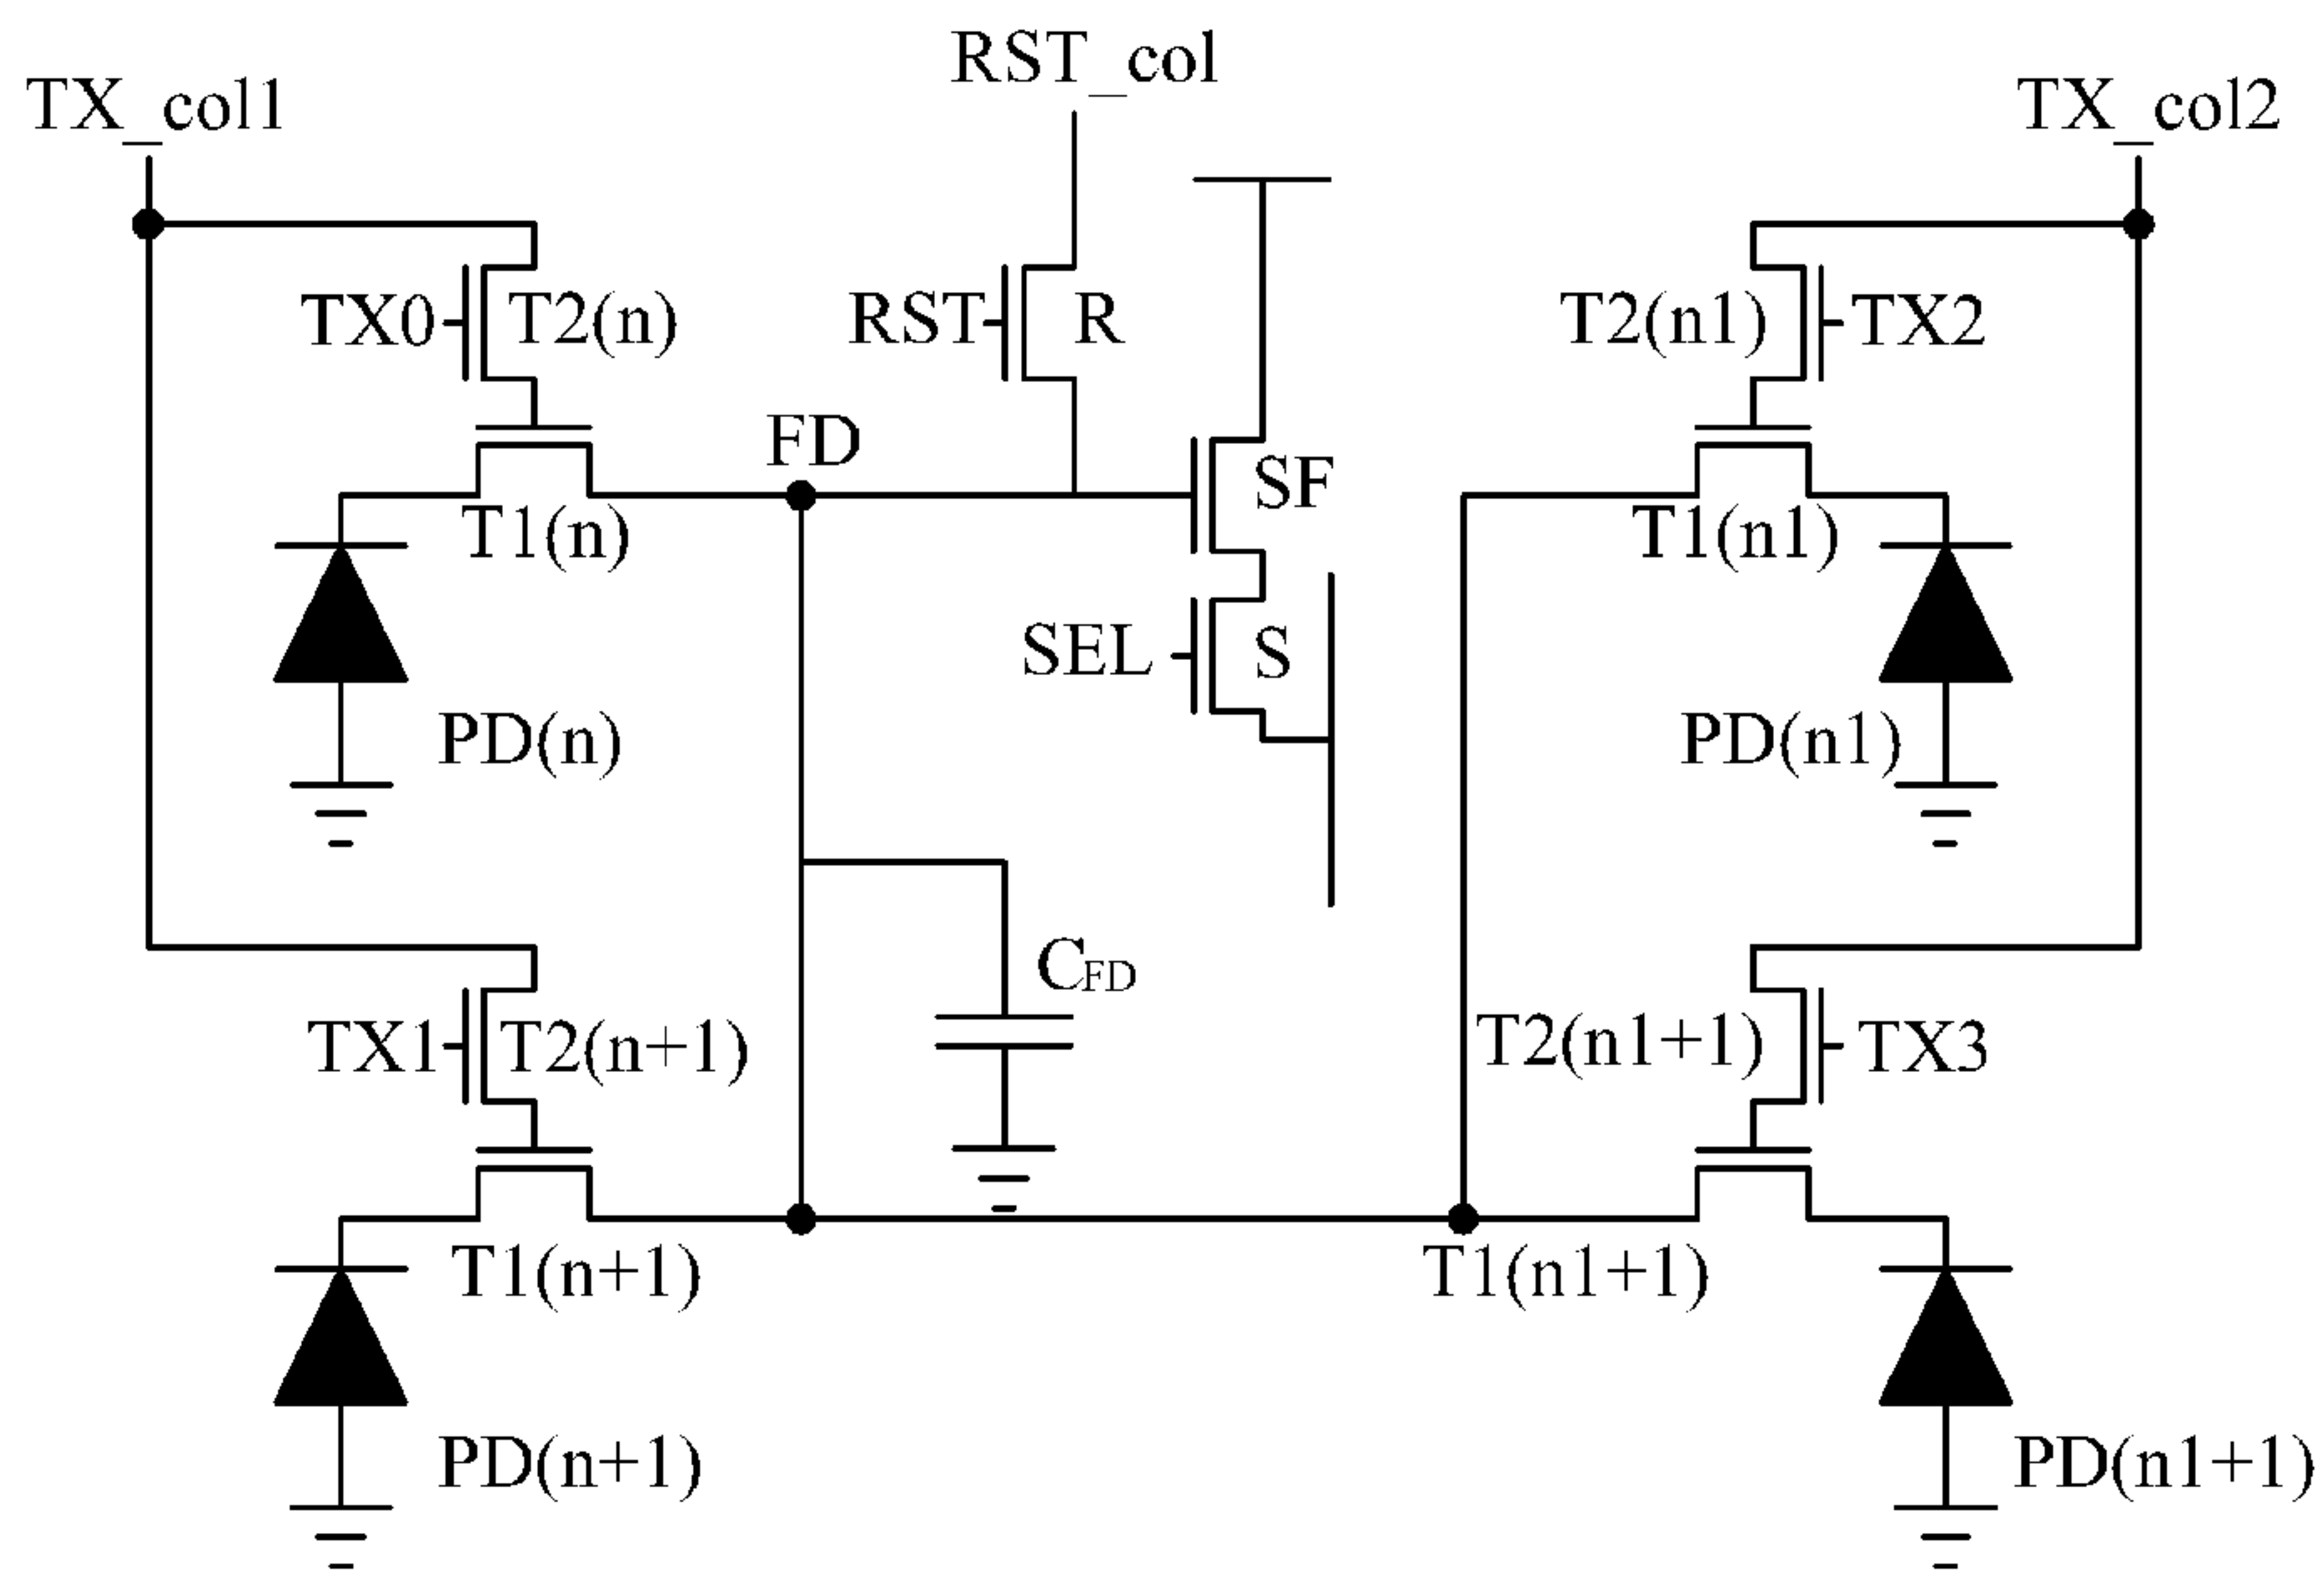 RST_col
TX_col1
TX_col2
TX0
T2(n)
RST
R
T2(n1)
TX2
FD
SF
T1(n)
T1(n1)
SEL
S
PD(n)
PD(n1)
CFD
TX1
T2(n+1)
T2(n1+1)
TX3
T1(n+1)
T1(n1+1)
PD(n+1)
PD(n1+1)